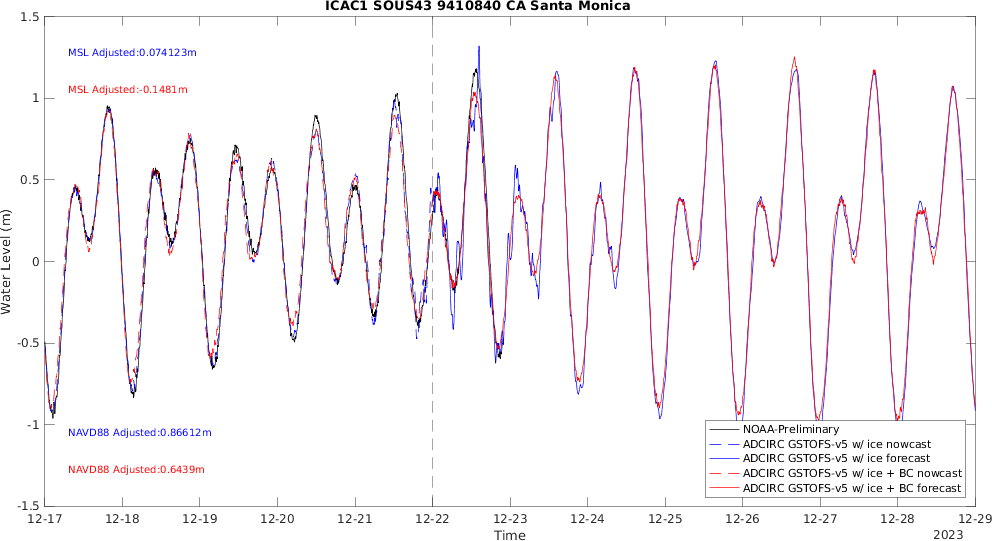 ICAC1 SOUS43 9410840 CA Santa Monica
1.5
1
0.5
0
-0.5
-1
-1.5
Water Level (m)
MSL Adjusted:0.074123m
MSL Adjusted:-0.1481m
NAVD88 Adjusted:0.86612m
NAVD88 Adjusted:0.6439m
NOAA-Preliminary
ADCIRC GSTOFS-v5 w/ ice nowcast
ADCIRC GSTOFS-v5 w/ ice forecast
ADCIRC GSTOFS-v5 w/ ice + BC nowcast
ADCIRC GSTOFS-v5 w/ ice + BC forecast
12-17 12-18 12-19 12-20 12-21 12-22 12-23 12-24 12-25 12-26 12-27 12-28 12-29
Time
2023